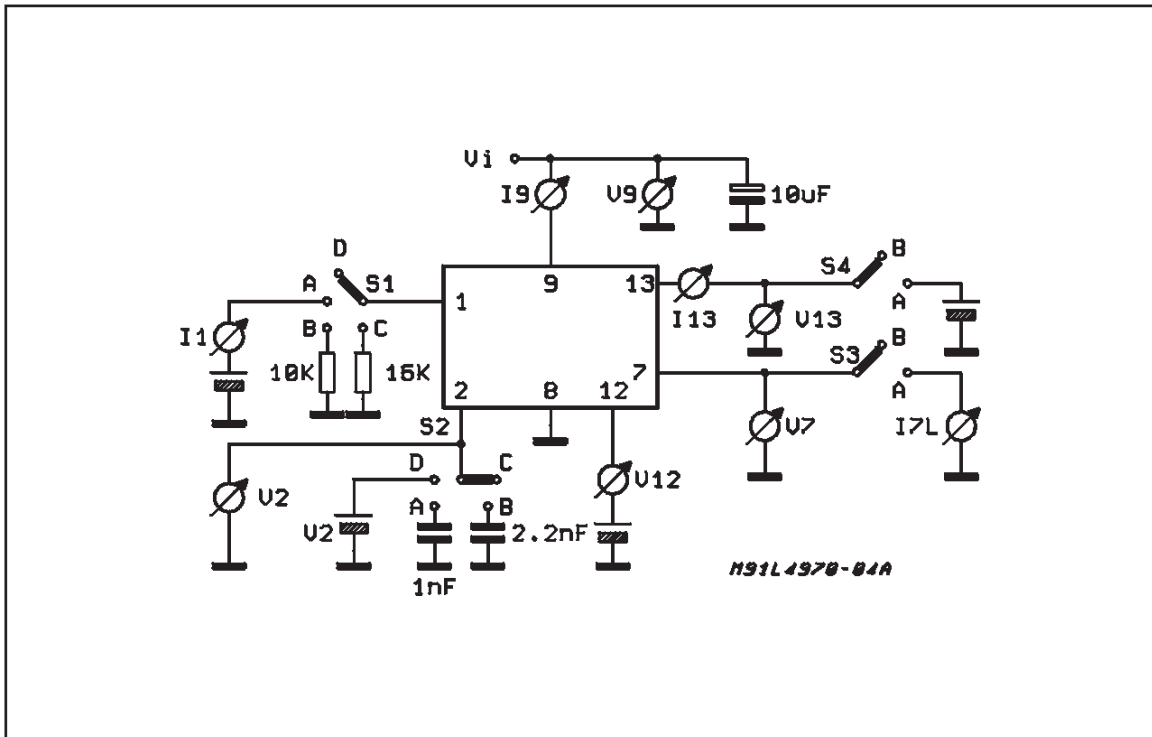 Vi
I9
V9
10uF
D
A
S1
B
C
I1
10K
15K
1
9
13
2
8
12
7
I13
V13
S4
B
A
S3
B
A
V7
I7L
S2
D
C
A
B
V2
V2
1nF
2.2nF
V12
M91L4970-04A